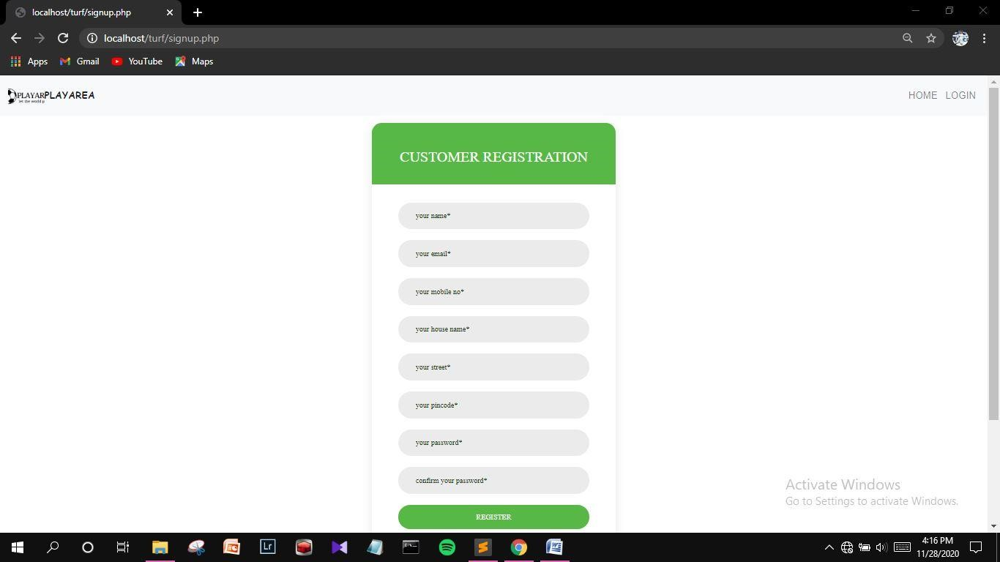 localhost/turf/signup.php
localhost/turf/signup.php
Apps Gmail YouTube Maps
PLAYAR PLAYAREA
let the world p
HOME LOGIN
CUSTOMER REGISTRATION
your name*
your email*
your mobile no*
your house name*
your street*
your pincode*
your password*
confirm your password*
REGISTER
Activate Windows
Go to Settings to activate Windows.
Lr
4:16 PM
11/28/2020